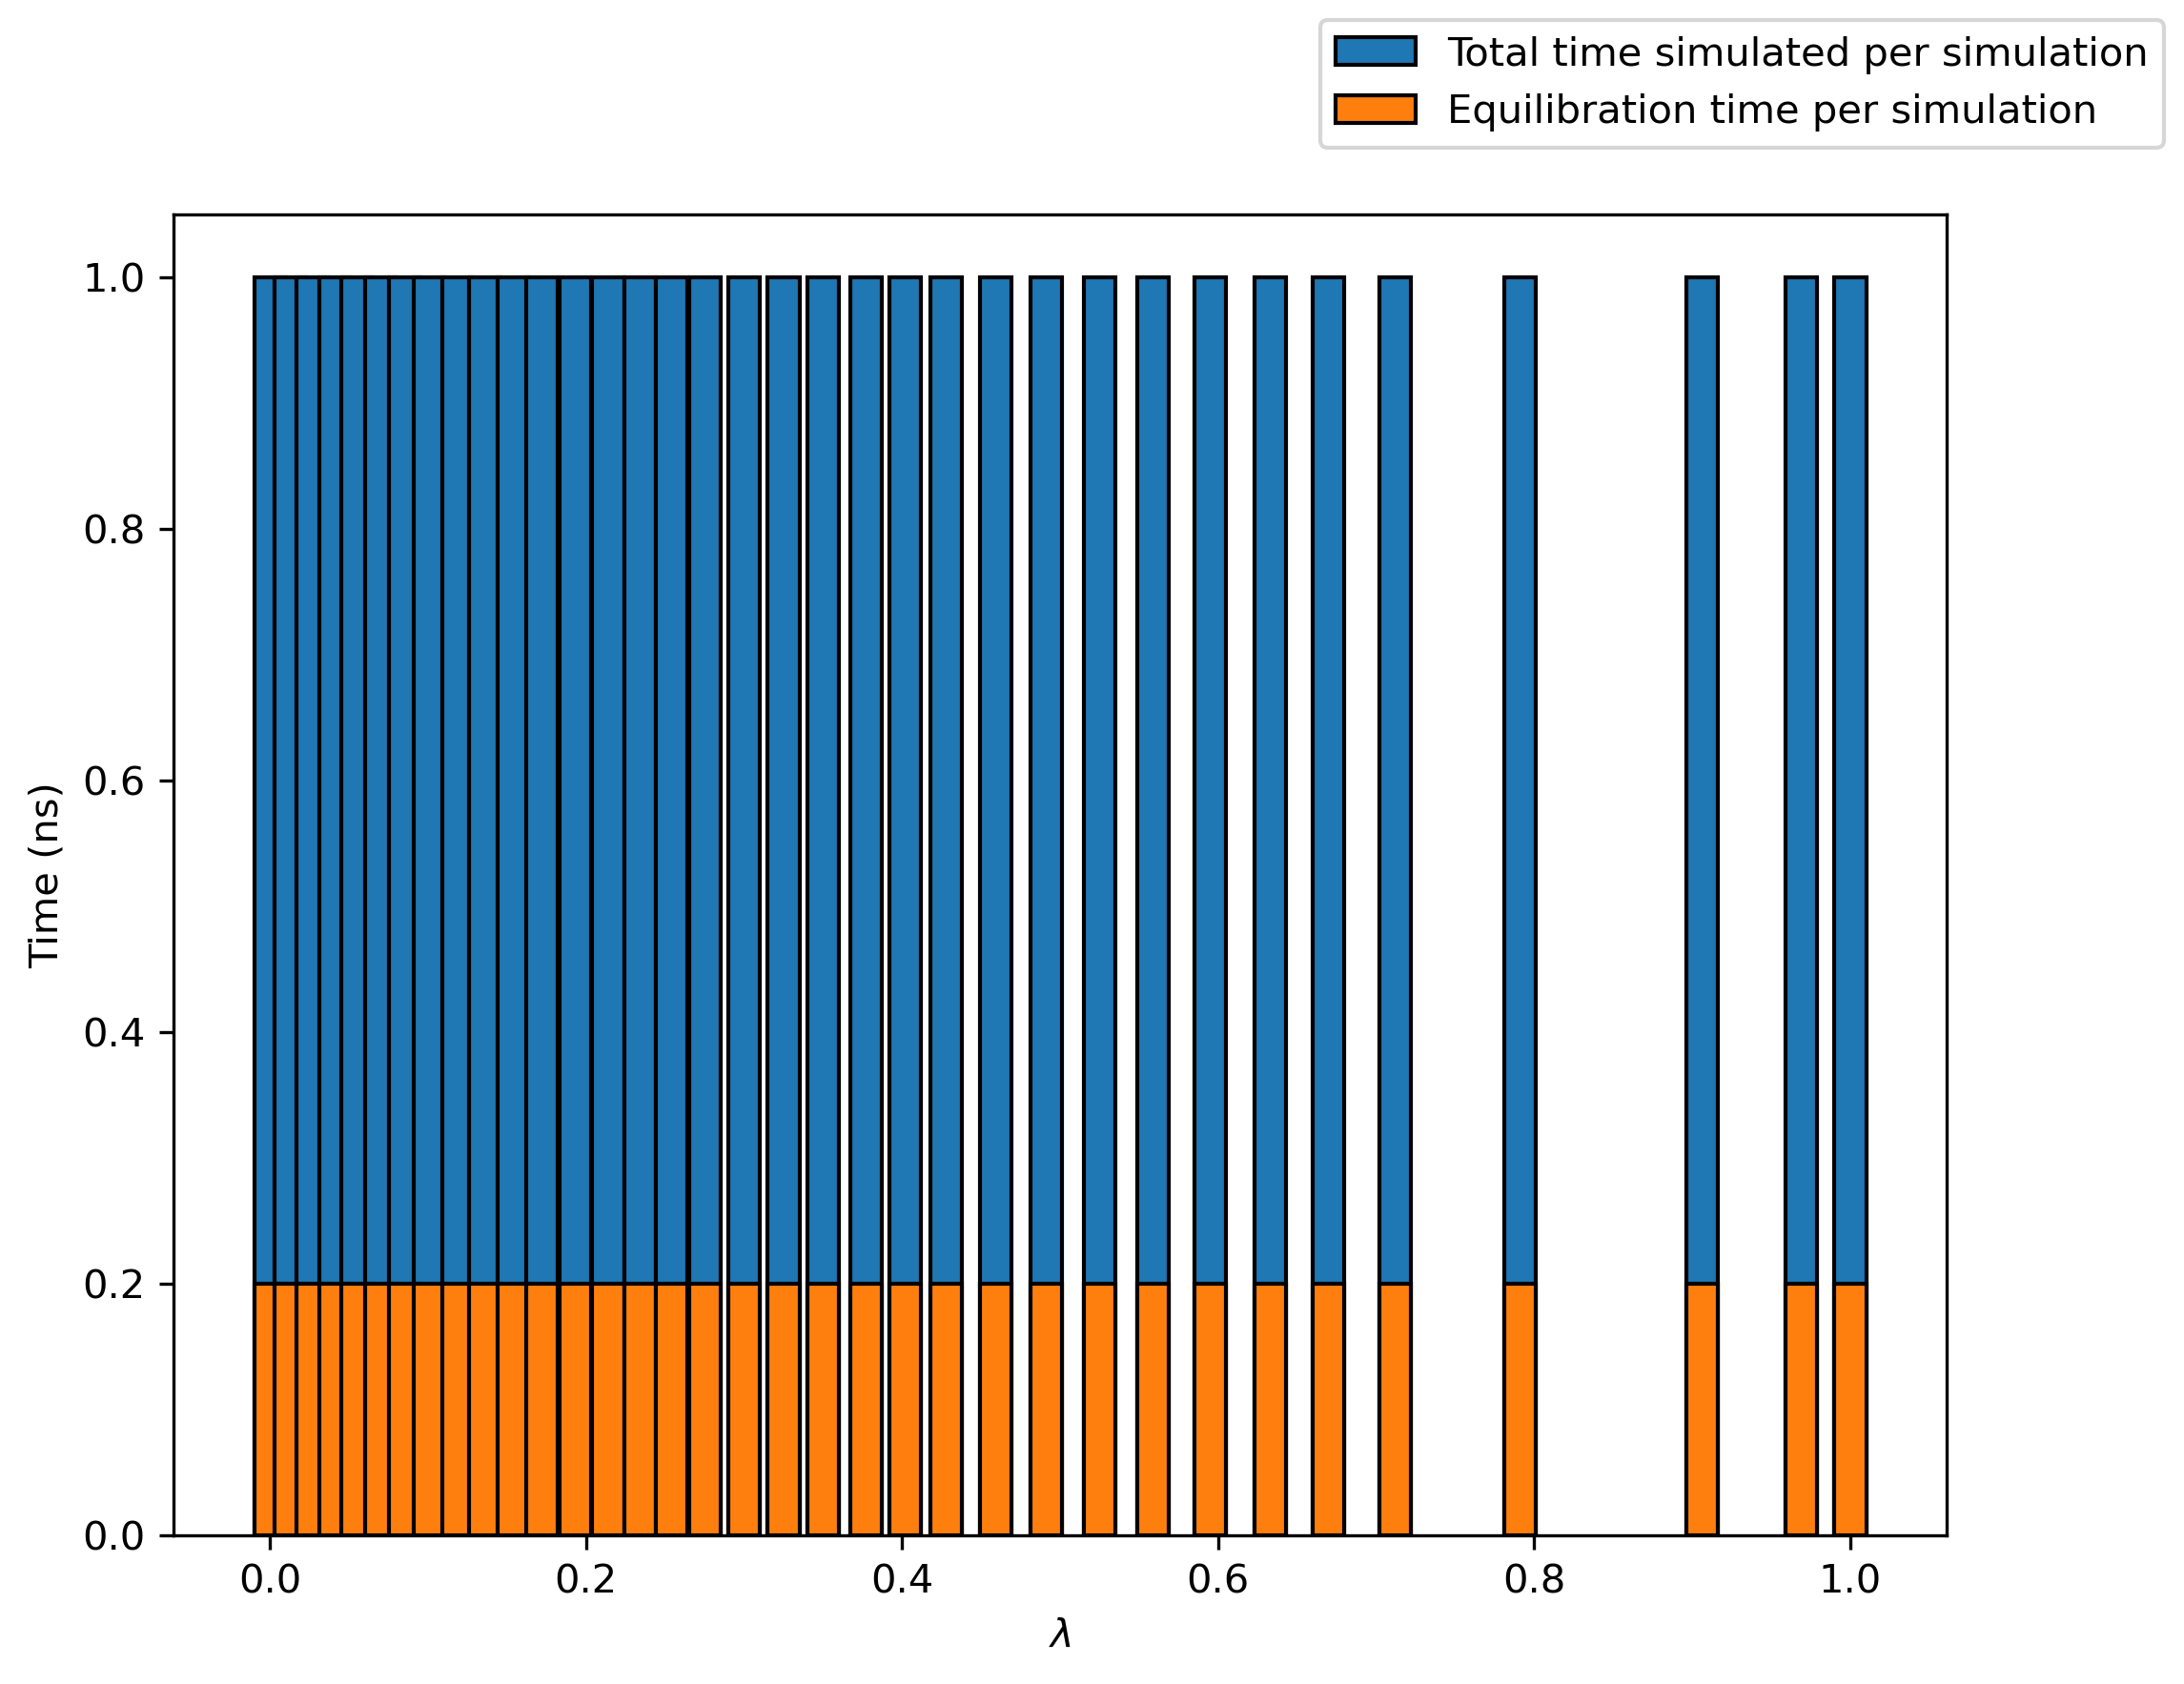 Total time simulated per simulation
Equilibration time per simulation
1.0
0.8
0.6
0.4
0.2
0.0
Time (ns)
0.0 0.2 0.4 0.6 0.8 1.0
λ